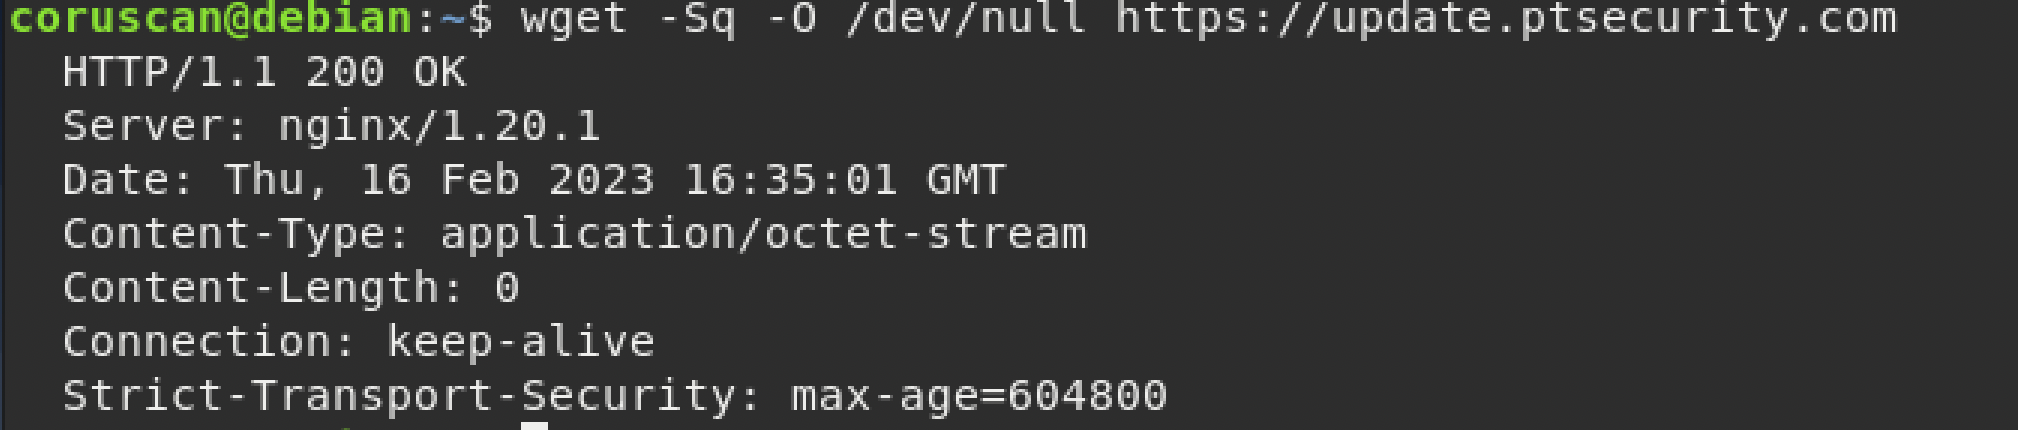 coruscan@debian:~$ wget -Sq -O /dev/null https://update.ptsecurity.com
HTTP/1.1 200 OK
Server: nginx/1.20.1
Date: Thu, 16 Feb 2023 16:35:01 GMT
Content-Type: application/octet-stream
Content-Length: 0
Connection: keep-alive
Strict-Transport-Security: max-age=604800